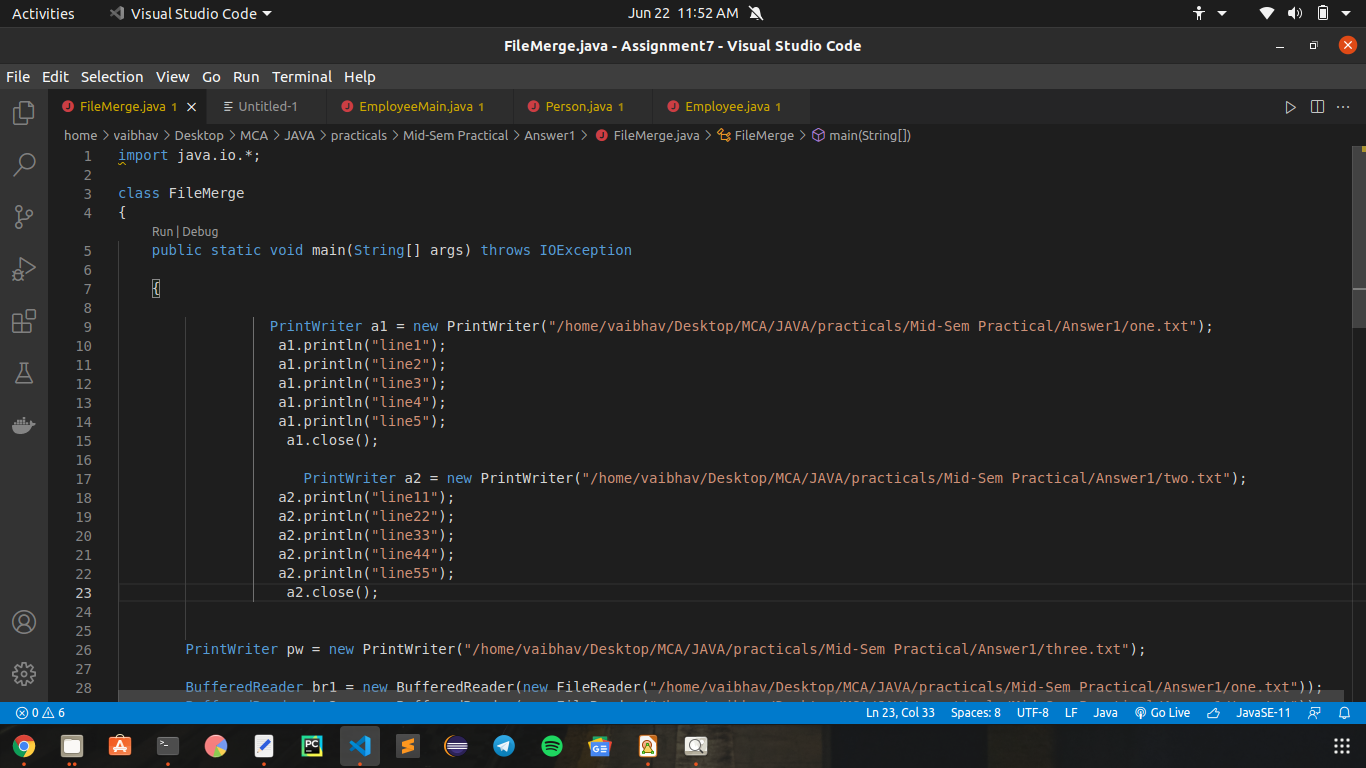 Activities Visual Studio Code Jun 22 11:52 AM
FileMerge.java - Assignment7 - Visual Studio Code
File Edit Selection View Go Run Terminal Help
FileMerge.java 1 Untitled-1 EmployeeMain.java 1 Person.java 1 Employee.java 1
home > vaibhav > Desktop > MCA > JAVA > practicals > Mid-Sem Practical > Answer1 > FileMerge.java > FileMerge > main(String[])
1 import java.io.*;
2
3 class FileMerge
4 {
Run | Debug
5 public static void main(String[] args) throws IOException
6
7 {
8
9 PrintWriter a1 = new PrintWriter("/home/vaibhav/Desktop/MCA/JAVA/practicals/Mid-Sem Practical/Answer1/one.txt");
10 a1.println("line1");
11 a1.println("line2");
12 a1.println("line3");
13 a1.println("line4");
14 a1.println("line5");
15 a1.close();
16
17 PrintWriter a2 = new PrintWriter("/home/vaibhav/Desktop/MCA/JAVA/practicals/Mid-Sem Practical/Answer1/two.txt");
18 a2.println("line11");
19 a2.println("line22");
20 a2.println("line33");
21 a2.println("line44");
22 a2.println("line55");
23 a2.close();
24
25
26 PrintWriter pw = new PrintWriter("/home/vaibhav/Desktop/MCA/JAVA/practicals/Mid-Sem Practical/Answer1/three.txt");
27
28 BufferedReader br1 = new BufferedReader(new FileReader("/home/vaibhav/Desktop/MCA/JAVA/practicals/Mid-Sem Practical/Answer1/one.txt"));
0 6 Ln 23, Col 33 Spaces: 8 UTF-8 LF Java Go Live JavaSE-11
PC GE